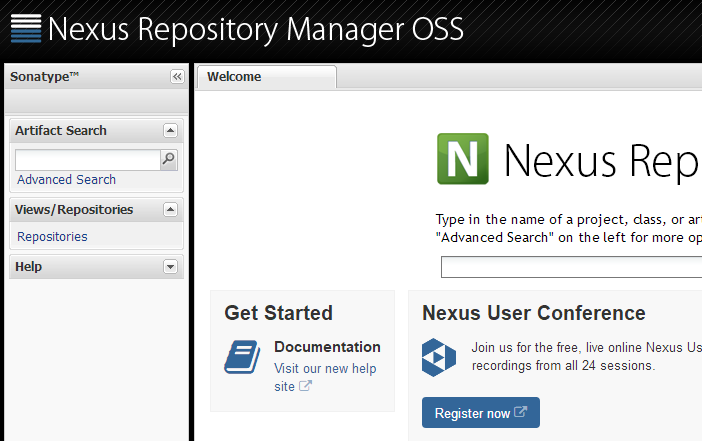 Nexus Repository Manager OSS
Sonatype™
Welcome
Artifact Search
Advanced Search
Views/Repositories
Repositories
Help
N Nexus Rep
Type in the name of a project, class, or
"Advanced Search" on the left for more
Get Started
Documentation
Visit our new help
site
Nexus User Conference
Join us for the free, live online Nexus
recordings from all 24 sessions.
Register now